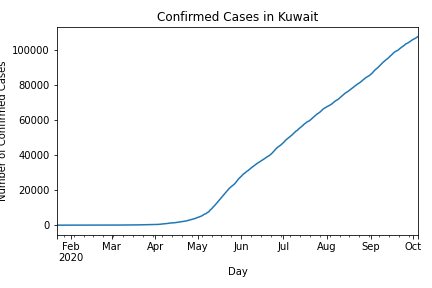 Confirmed Cases in Kuwait
Number of Confirmed Cases
100000
80000
60000
40000
20000
0
Feb Mar Apr May Jun Jul Aug Sep Oct
2020
Day